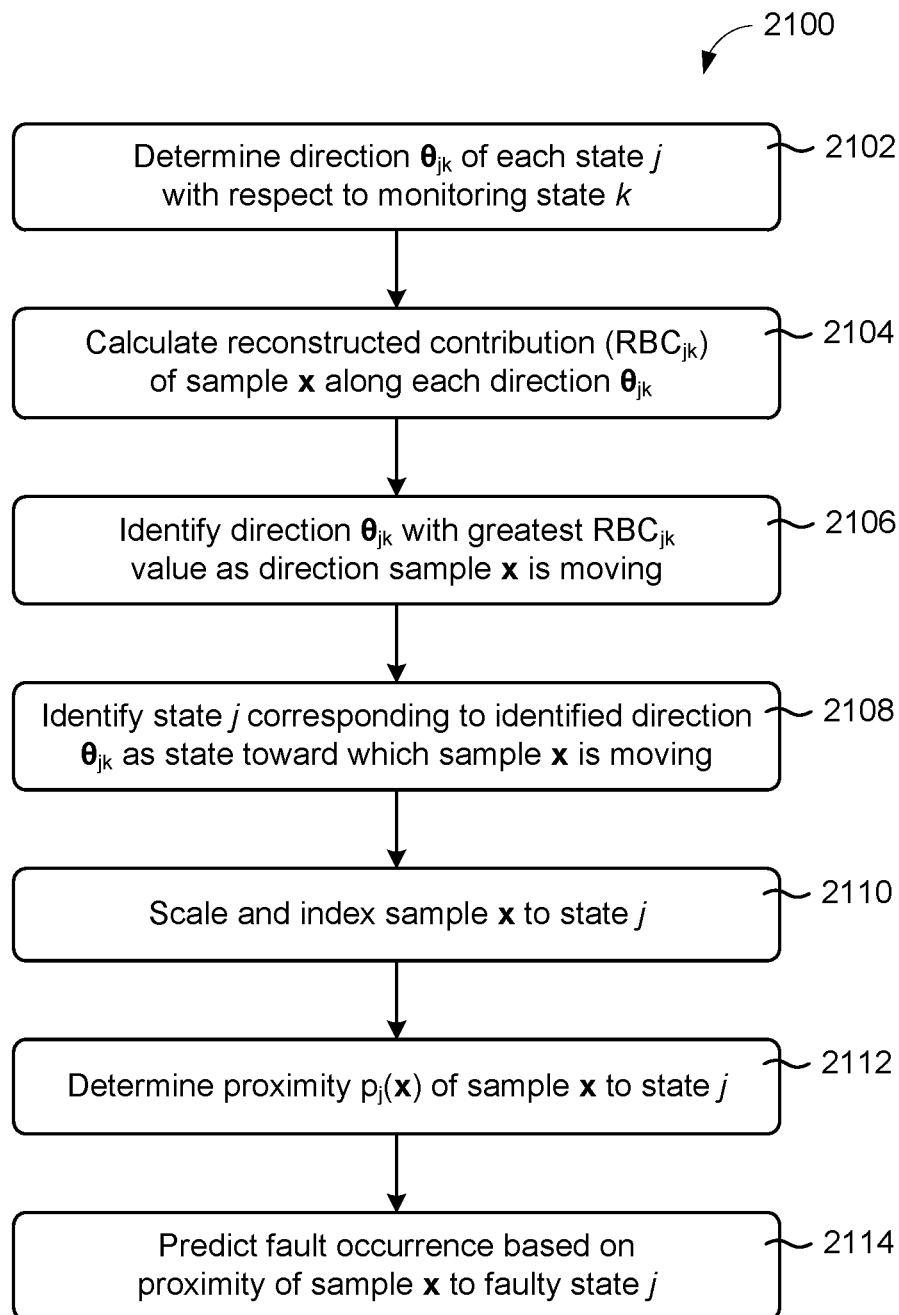 2100
Determine direction θjk of each state j
with respect to monitoring state k
2102
Calculate reconstructed contribution (RBCjk)
of sample x along each direction θjk
2104
Identify direction θjk with greatest RBCjk
value as direction sample x is moving
2106
Identify state j corresponding to identified direction
θjk as state toward which sample x is moving
2108
Scale and index sample x to state j
2110
Determine proximity pj(x) of sample x to state j
2112
Predict fault occurrence based on
proximity of sample x to faulty state j
2114